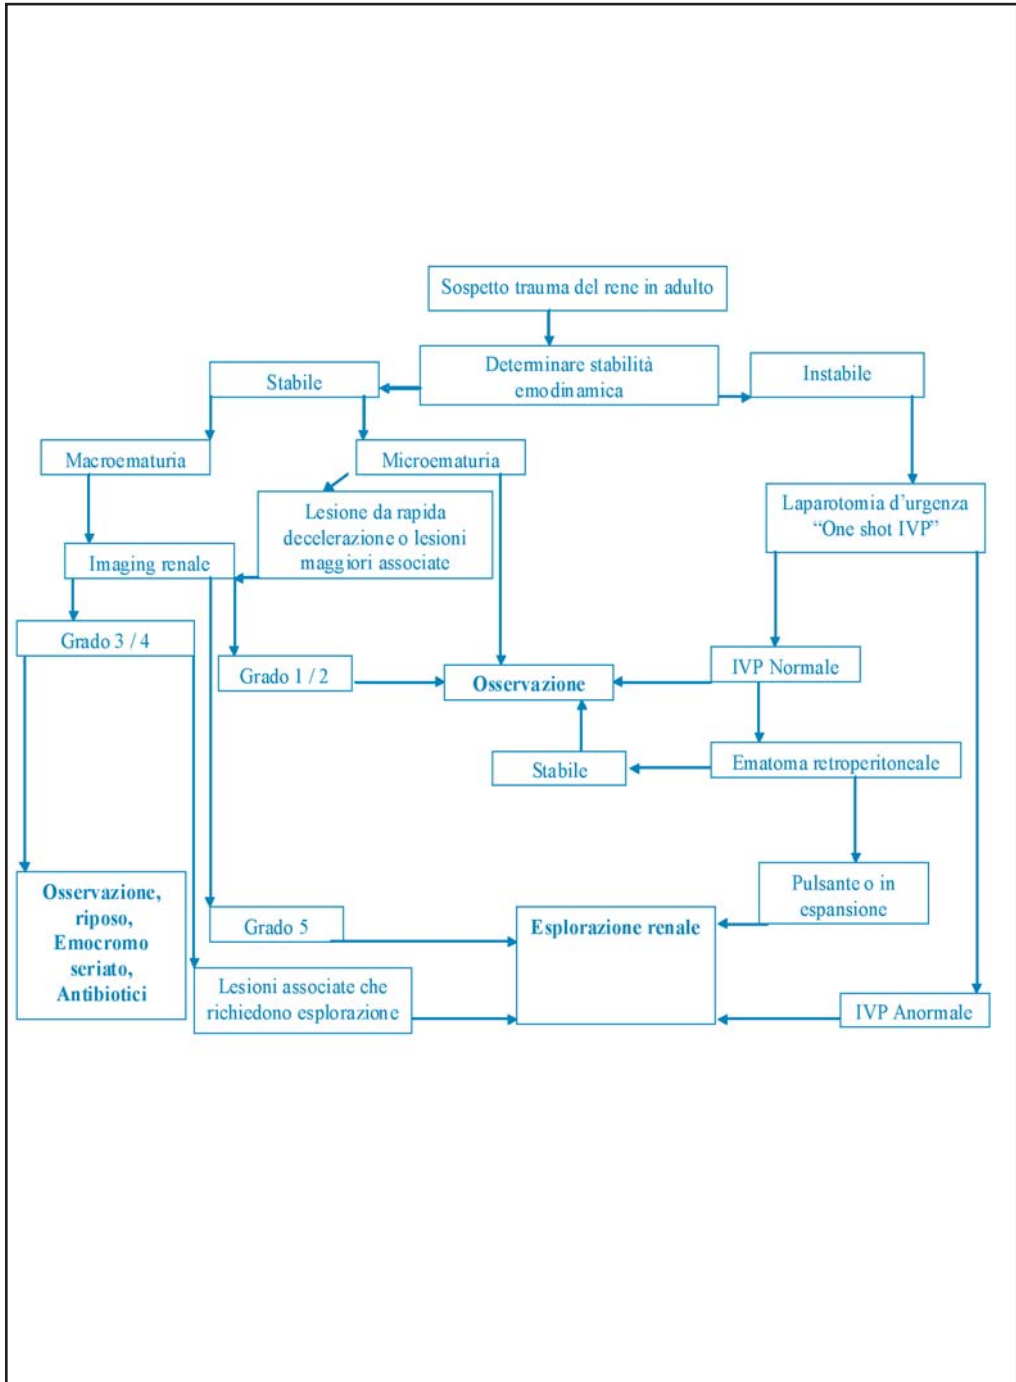 Sospetto trauma del rene in adulto
Determinare stabilità
emodinamica
Stabile
Instabile
Macroematuria
Microematuria
Lesione da rapida
decelerazione o lesioni
maggiori associate
Laparotomia d’urgenza
“One shot IVP”
Imaging renale
Grado 3 / 4
Grado 1 / 2
Osservazione
IVP Normale
Stabile
Ematoma retroperitoneale
Osservazione,
riposo,
Emocromo
seriato,
Antibiotici
Grado 5
Esplorazione renale
Pulsante o in
espansione
Lesioni associate che
richiedono esplorazione
IVP Anormale